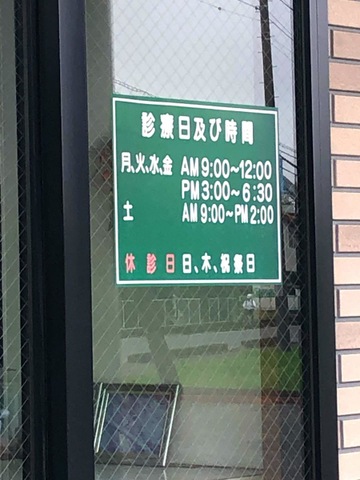 診療日及び時間
月、火、水、金 AM 9:00～12:00
PM 3:00～6:30
土 AM 9:00～PM 2:00
休診日 日、木、祝祭日